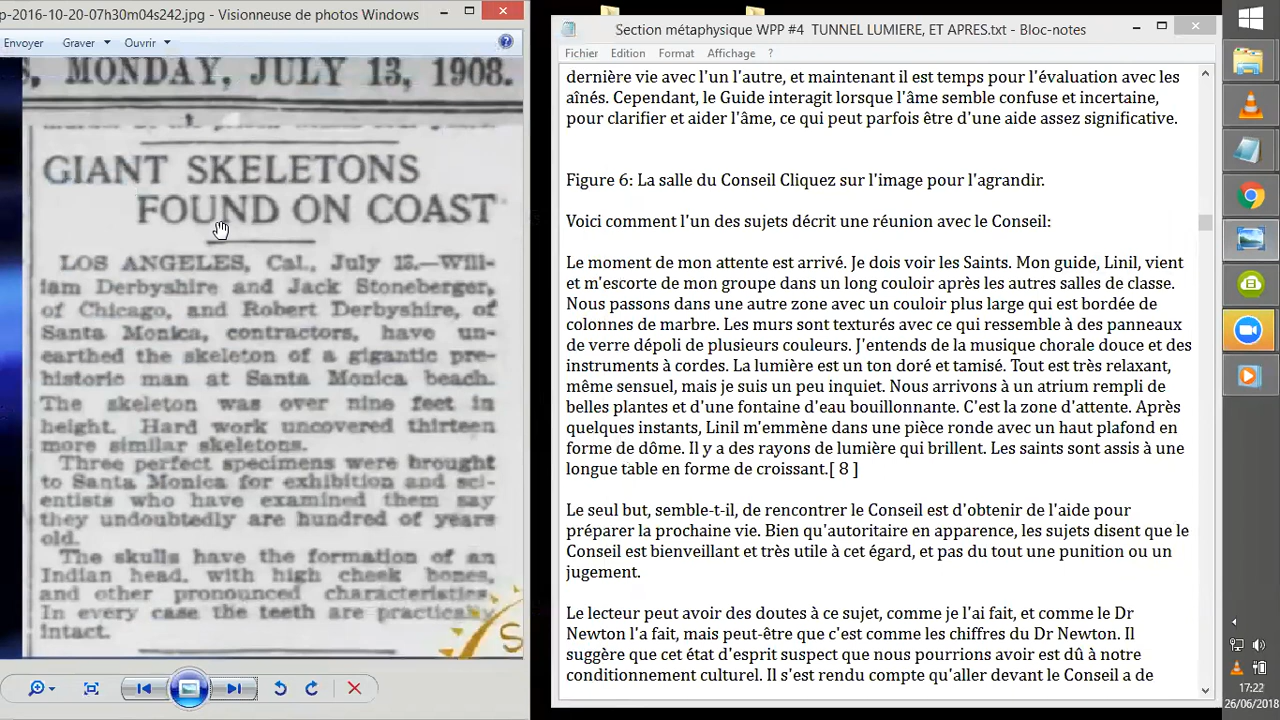 p-2016-10-20-07h30m04s242.jpg - Visionneuse de photos Windows
Envoyer Graver Ouvrir ?
MONDAY, JULY 13, 1908.
GIANT SKELETONS
FOUND ON COAST
LOS ANGELES, Cal., July 13.—Will-
iam Derbyshire and Jack Stoneberger,
of Chicago, and Robert Derbyshire, of
Santa Monica, contractors, have un-
earthed the skeleton of a gigantic pre-
historic man at Santa Monica beach.
The skeleton was over nine feet in
height. Hard work uncovered thirteen
more similar skeletons.
Three perfect specimens were brought
to Santa Monica for exhibition and sci-
entists who have examined them say
they undoubtedly are hundred of years
old.
The skulls have the formation of an
Indian head, with high cheek bones,
and other pronounced characteristics.
In every case the teeth are practically
intact.
S
Section métaphysique WPP #4 TUNNEL LUMIERE, ET APRES.txt - Bloc-notes
Fichier Edition Format Affichage ?
dernière vie avec l'un l'autre, et maintenant il est temps pour l'évaluation avec les
aînés. Cependant, le Guide interagit lorsque l'âme semble confuse et incertaine,
pour clarifier et aider l'âme, ce qui peut parfois être d'une aide assez significative.
Figure 6: La salle du Conseil Cliquez sur l'image pour l'agrandir.
Voici comment l'un des sujets décrit une réunion avec le Conseil:
Le moment de mon attente est arrivé. Je dois voir les Saints. Mon guide, Linil, vient
et m'escorte de mon groupe dans un long couloir après les autres salles de classe.
Nous passons dans une autre zone avec un couloir plus large qui est bordée de
colonnes de marbre. Les murs sont texturés avec ce qui ressemble à des panneaux
de verre dépoli de plusieurs couleurs. J'entends de la musique chorale douce et des
instruments à cordes. La lumière est un ton doré et tamisé. Tout est très relaxant,
même sensuel, mais je suis un peu inquiet. Nous arrivons à un atrium rempli de
belles plantes et d'une fontaine d'eau bouillonnante. C'est la zone d'attente. Après
quelques instants, Linil m'emmène dans une pièce ronde avec un haut plafond en
forme de dôme. Il y a des rayons de lumière qui brillent. Les saints sont assis à une
longue table en forme de croissant.[ 8 ]
Le seul but, semble-t-il, de rencontrer le Conseil est d'obtenir de l'aide pour
préparer la prochaine vie. Bien qu'autoritaire en apparence, les sujets disent que le
Conseil est bienveillant et très utile à cet égard, et pas du tout une punition ou un
jugement.
Le lecteur peut avoir des doutes à ce sujet, comme je l'ai fait, et comme le Dr
Newton l'a fait, mais peut-être que c'est comme les chiffres du Dr Newton. Il
suggère que cet état d'esprit suspect que nous pourrions avoir est dû à notre
conditionnement culturel. Il s'est rendu compte qu'aller devant le Conseil a de
17:22
26/06/2018